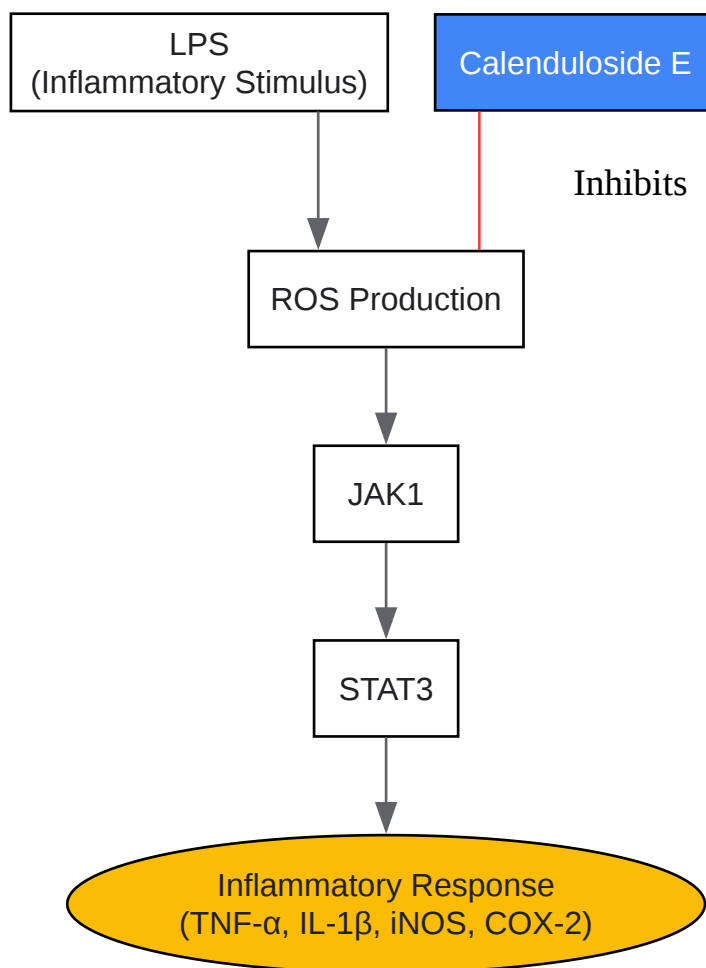 LPS
(Inflammatory Stimulus)
Calenduloside E
Inhibits
ROS Production
JAK1
STAT3
Inflammatory Response
(TNF-α, IL-1β, iNOS, COX-2)